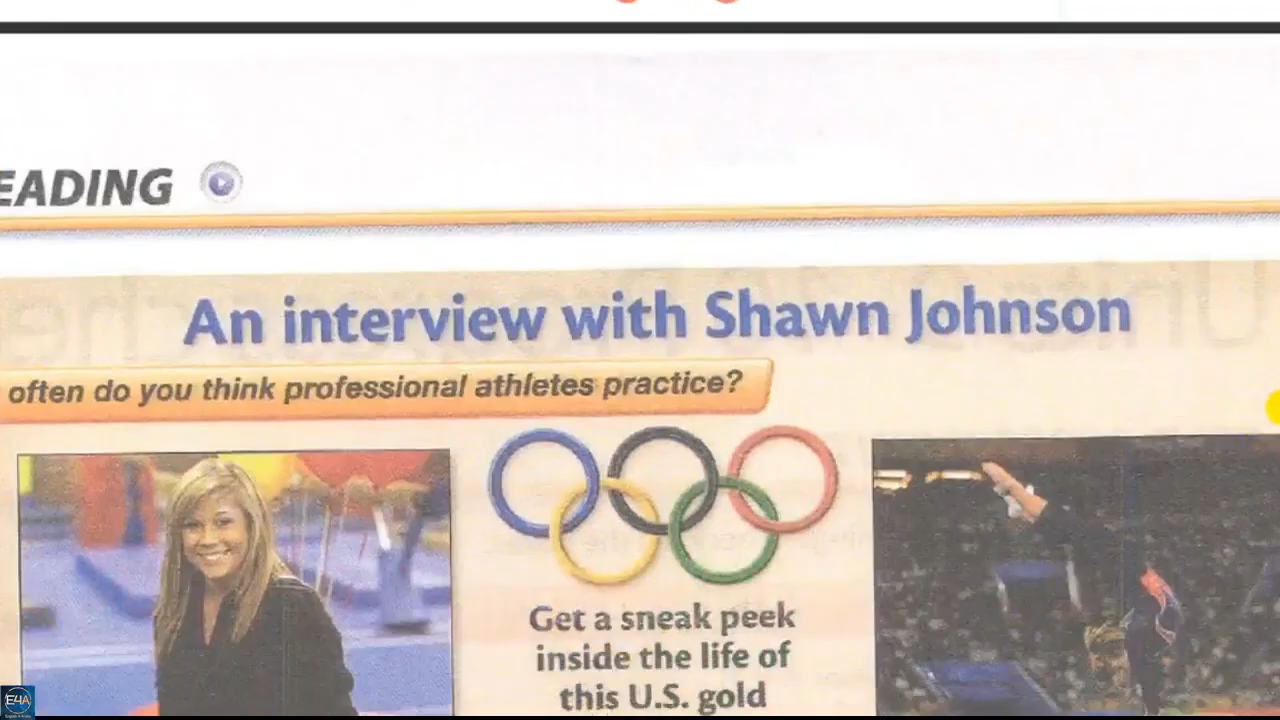 EADING
An interview with Shawn Johnson
often do you think professional athletes practice?
Get a sneak peek
inside the life of
this U.S. gold
E4A